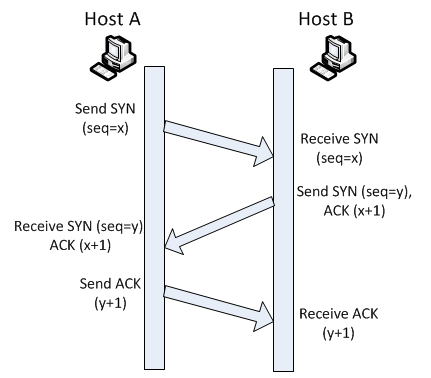 Host A
Host B
Send SYN
(seq=x)
Receive SYN
(seq=x)
Send SYN (seq=y),
ACK (x+1)
Receive SYN (seq=y)
ACK (x+1)
Send ACK
(y+1)
Receive ACK
(y+1)